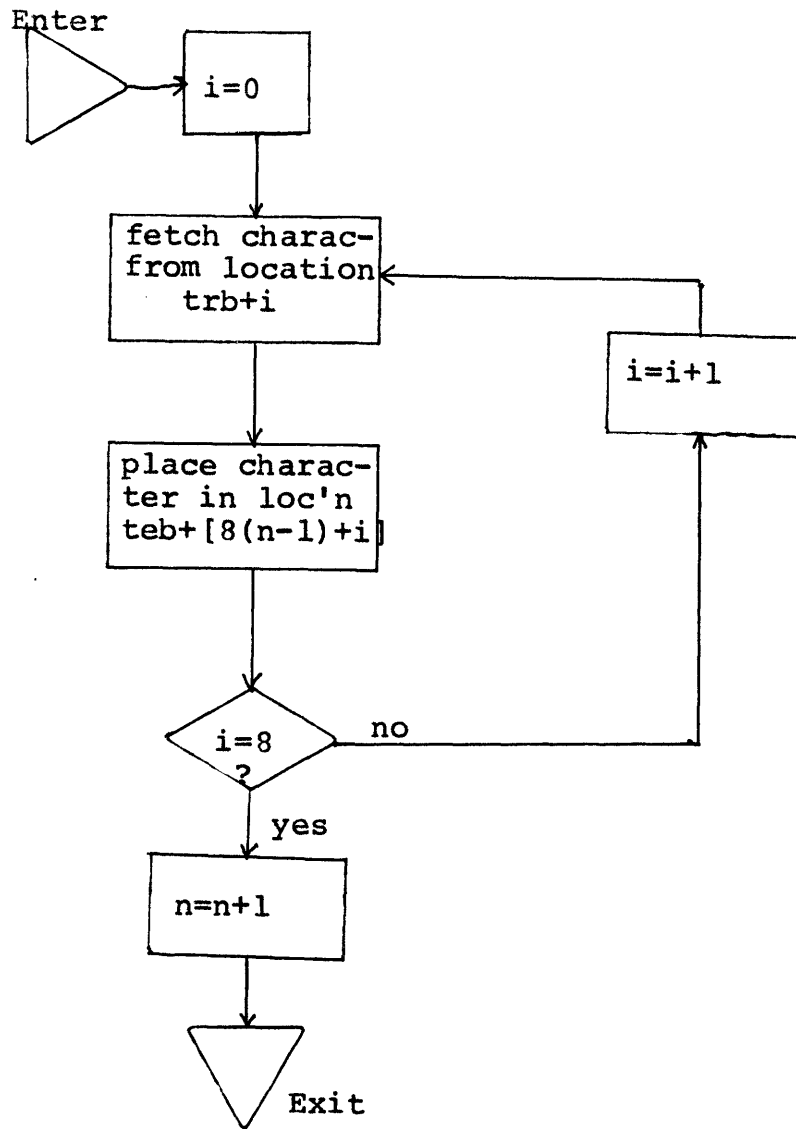 Enter
i=0
fetch charac-
from location
trb+i
i=i+1
place charac-
ter in loc'n
teb+[8(n-1)+i]
i=8
?
no
yes
n=n+1
Exit